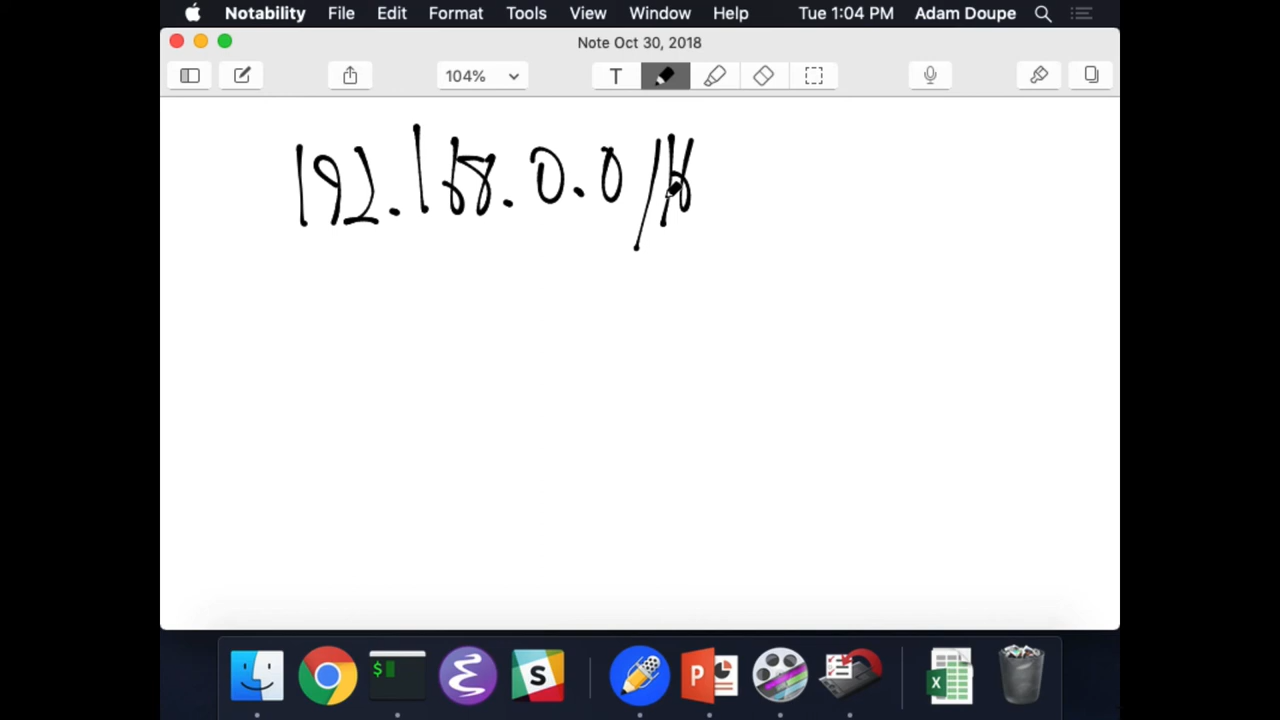 Notability File Edit Format Tools View Window Help Tue 1:04 PM Adam Doupe
Note Oct 30, 2018
104% T
192.168.0.0/16
$ S P X